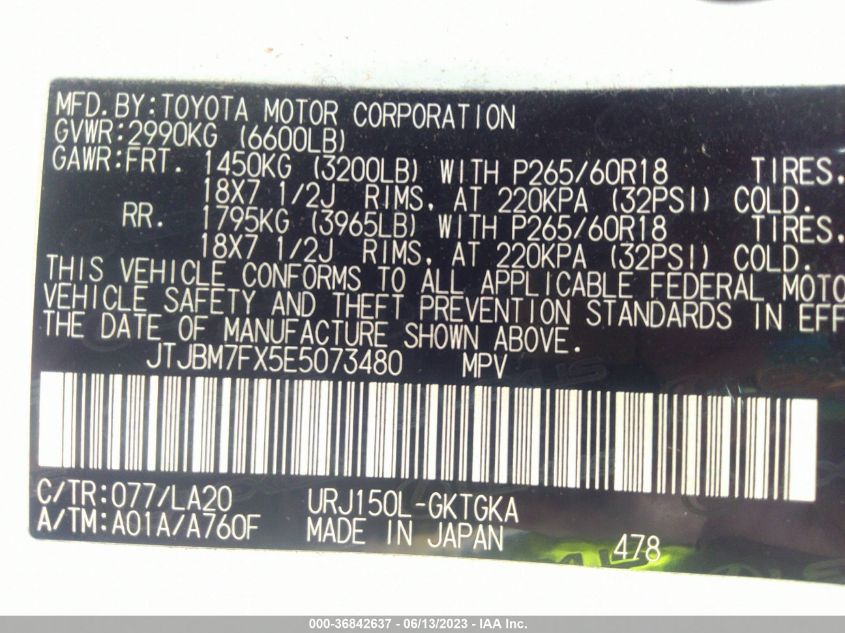 MFD. BY: TOYOTA MOTOR CORPORATION
GVWR: 2990KG (6600LB)
GAWR: FRT. 1450KG (3200LB) WITH P265/60R18 TIRES.
18X7 1/2J RIMS, AT 220KPA (32PSI) COLD.
RR. 1795KG (3965LB) WITH P265/60R18 TIRES.
18X7 1/2J RIMS, AT 220KPA (32PSI) COLD.
THIS VEHICLE CONFORMS TO ALL APPLICABLE FEDERAL MOTO
VEHICLE SAFETY AND THEFT PREVENTION STANDARDS IN EFF
THE DATE OF MANUFACTURE SHOWN ABOVE.
JTJBM7FX5E5073480 MPV
C/TR: 077/LA20 URJ150L-GKTGKA
A/TM: A01A/A760F MADE IN JAPAN 478
000-36842637 - 06/13/2023 - IAA Inc.